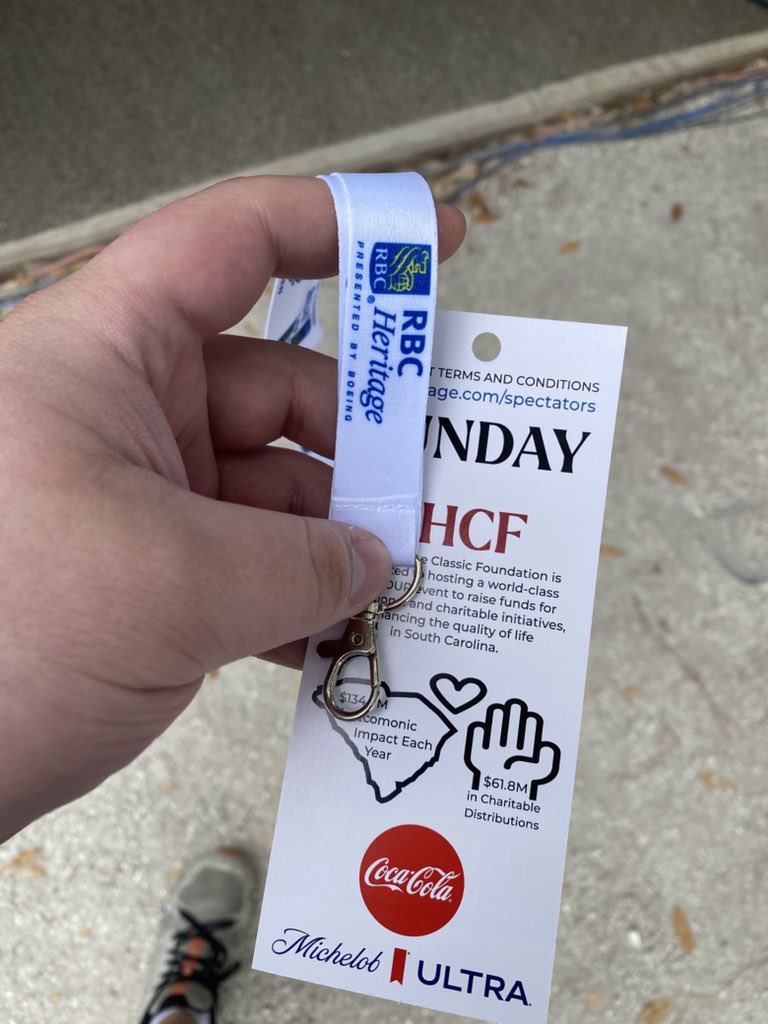 RBC
RBC
Heritage
PRESENTED BY BOEING
TERMS AND CONDITIONS
age.com/spectators
UNDAY
HCF
Classic Foundation is
hosting a world-class
event to raise funds for
and charitable initiatives,
ancing the quality of life
in South Carolina.
$134 M
comonic
Impact Each
Year
$61.8M
in Charitable
Distributions
Coca-Cola
Michelob ULTRA